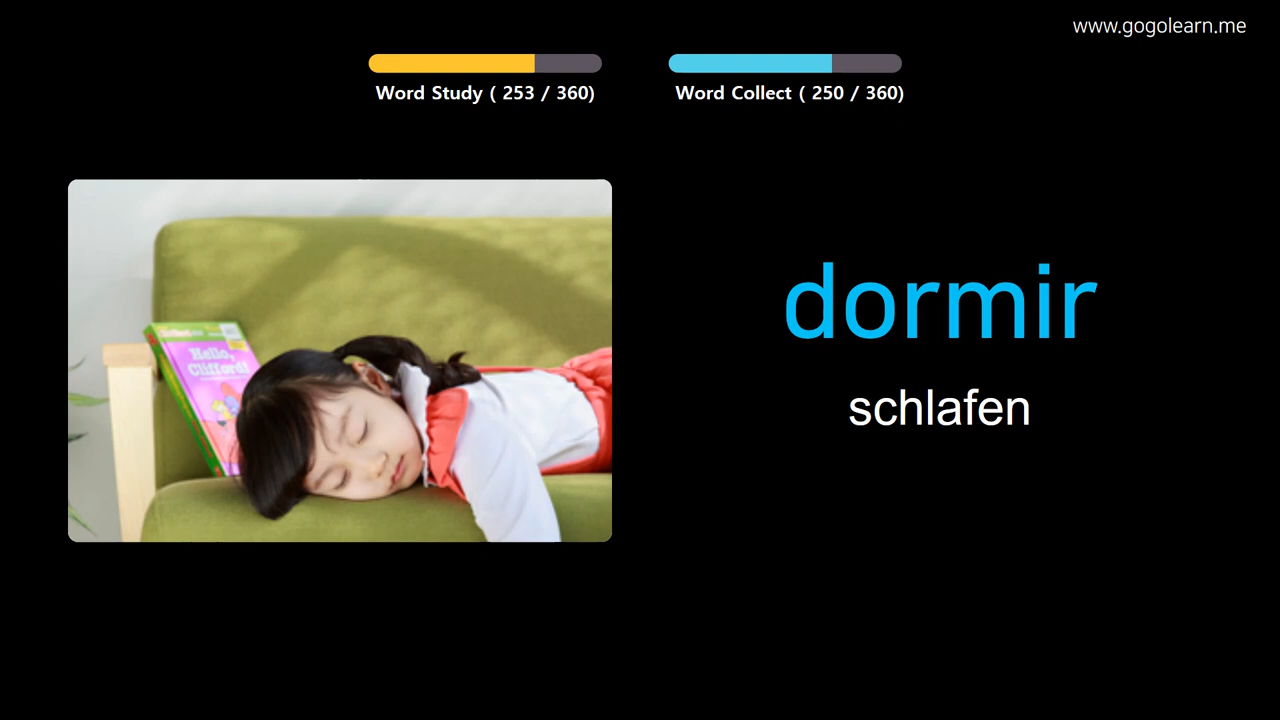 www.gogolearn.me
Word Study ( 253 / 360)
Word Collect ( 250 / 360)
Hello,
Clifford!
dormir
schlafen